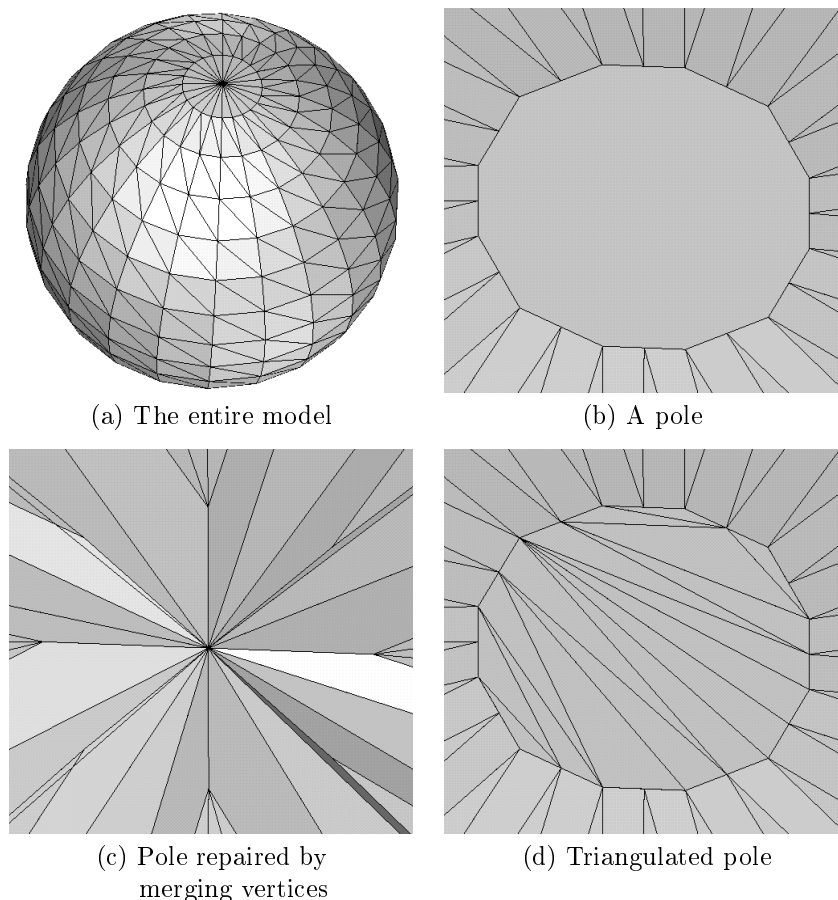 (a) The entire model
(b) A pole
(c) Pole repaired by
merging vertices
(d) Triangulated pole